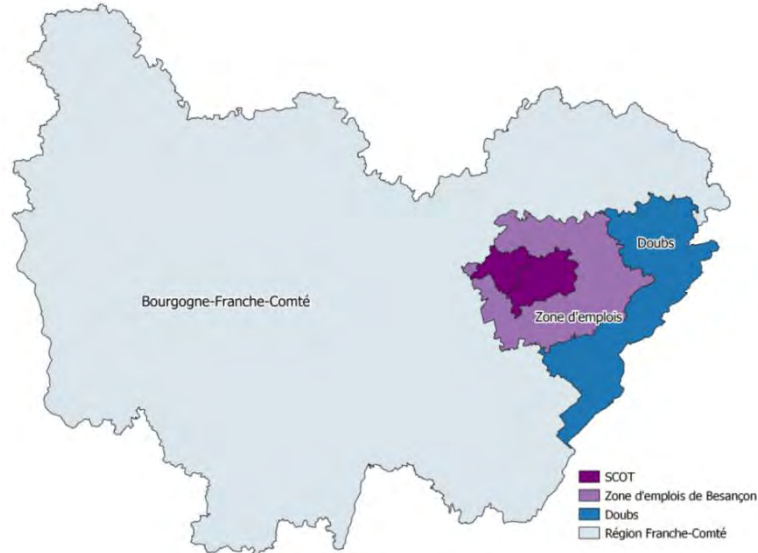 Doubs
Bourgogne-Franche-Comté
Zone d'emplois
SCOT
Zone d'emplois de Besançon
Doubs
Région Franche-Comté